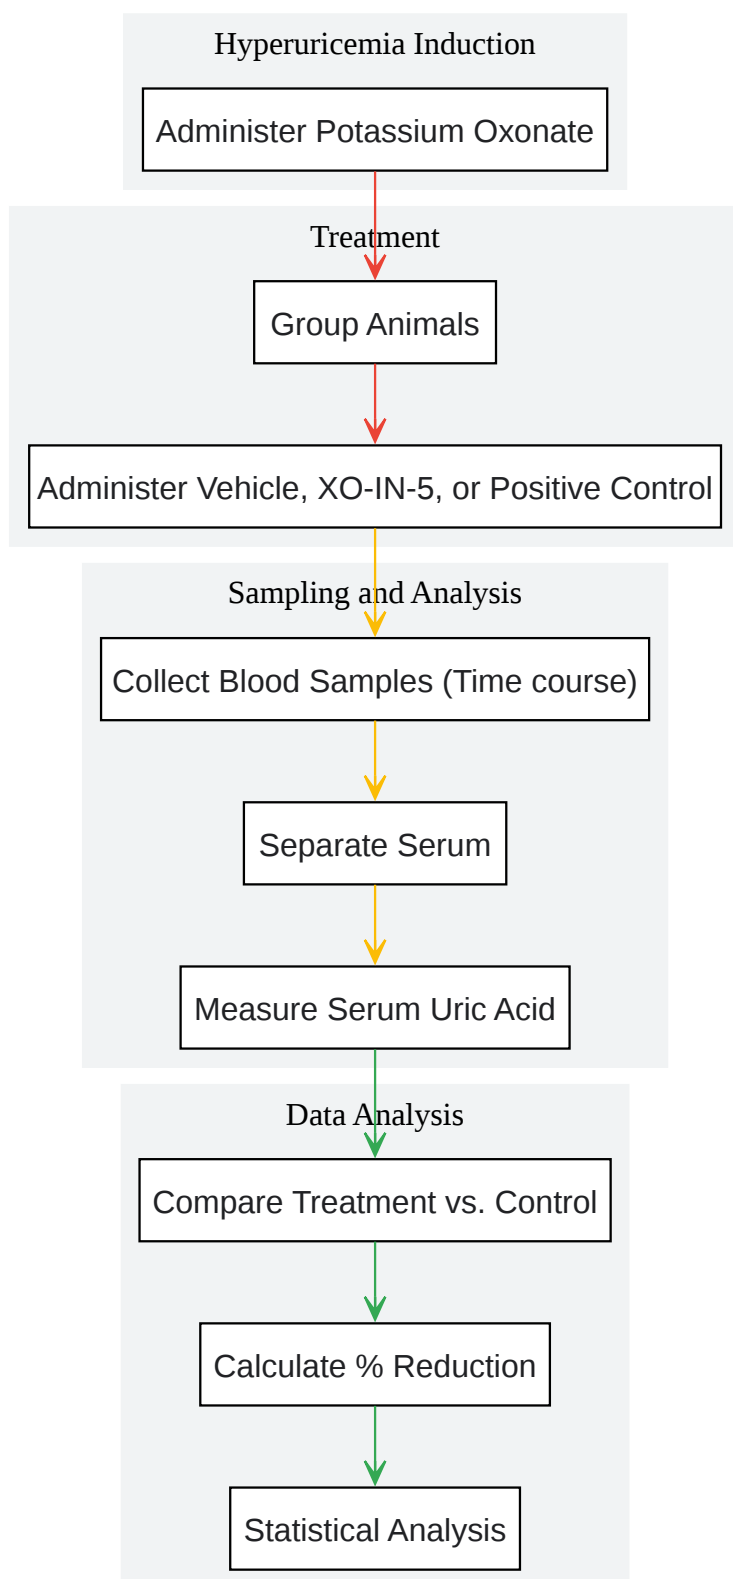 Hyperuricemia Induction
Administer Potassium Oxonate
Treatment
Group Animals
Administer Vehicle, XO-IN-5, or Positive Control
Sampling and Analysis
Collect Blood Samples (Time course)
Separate Serum
Measure Serum Uric Acid
Data Analysis
Compare Treatment vs. Control
Calculate % Reduction
Statistical Analysis